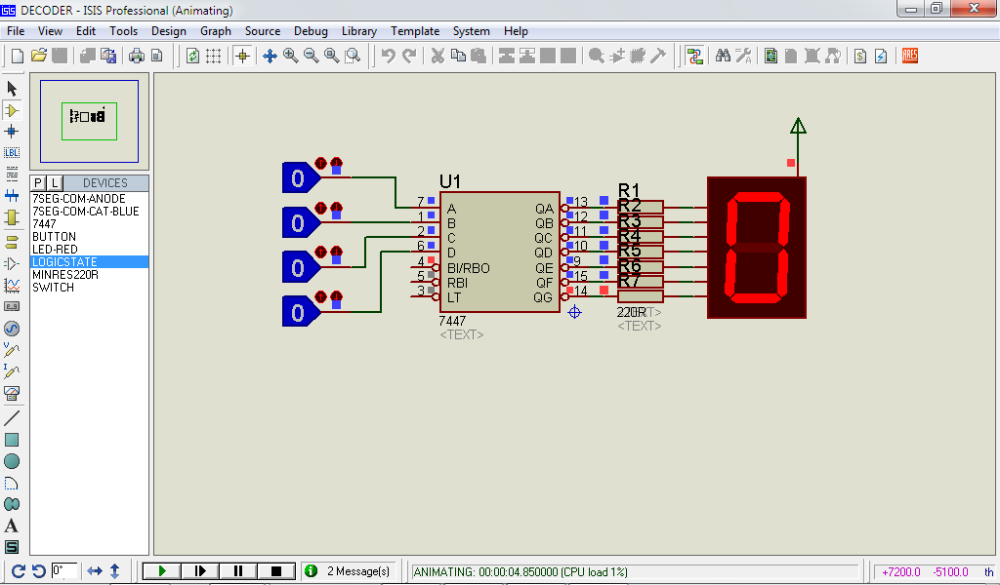 ISIS DECODER - ISIS Professional (Animating)
File View Edit Tools Design Graph Source Debug Library Template System Help
ARES
LBL
P L DEVICES
7SEG-COM-ANODE
7SEG-COM-CAT-BLUE
7447
BUTTON
LED-RED
LOGICSTATE
MINRES220R
SWITCH
A
S
0
0
0
0
U1
7 A QA 13
1 B QB 12
2 C QC 11
6 D QD 10
4 BI/RBO QE 9
5 RBI QF 15
3 LT QG 14
7447
<TEXT>
R1
R2
R3
R4
R5
R6
R7
220R
<TEXT>
0° 2 Message(s) ANIMATING: 00:00:04.850000 (CPU load 1%) +7200.0 -5100.0 th